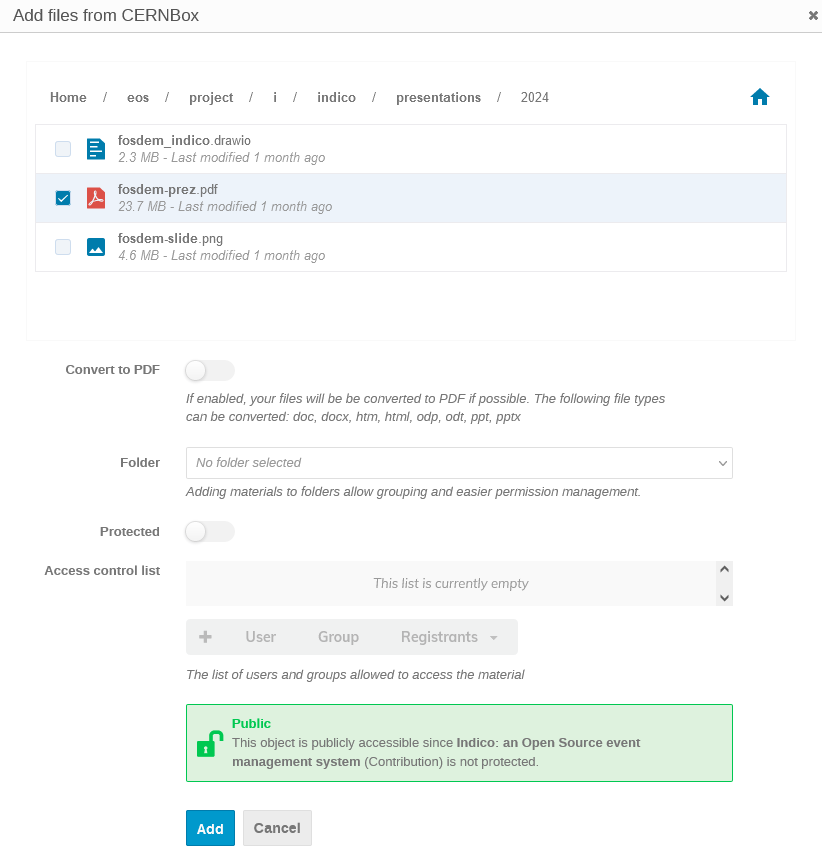 Add files from CERNBox
Home / eos / project / i / indico / presentations / 2024
fosdem_indico.drawio
2.3 MB - Last modified 1 month ago
fosdem-prez.pdf
23.7 MB - Last modified 1 month ago
fosdem-slide.png
4.6 MB - Last modified 1 month ago
Convert to PDF
If enabled, your files will be be converted to PDF if possible. The following file types
can be converted: doc, docx, htm, html, odp, odt, ppt, pptx
Folder
No folder selected
Adding materials to folders allow grouping and easier permission management.
Protected
Access control list
This list is currently empty
User Group Registrants
The list of users and groups allowed to access the material
Public
This object is publicly accessible since Indico: an Open Source event
management system (Contribution) is not protected.
Add Cancel